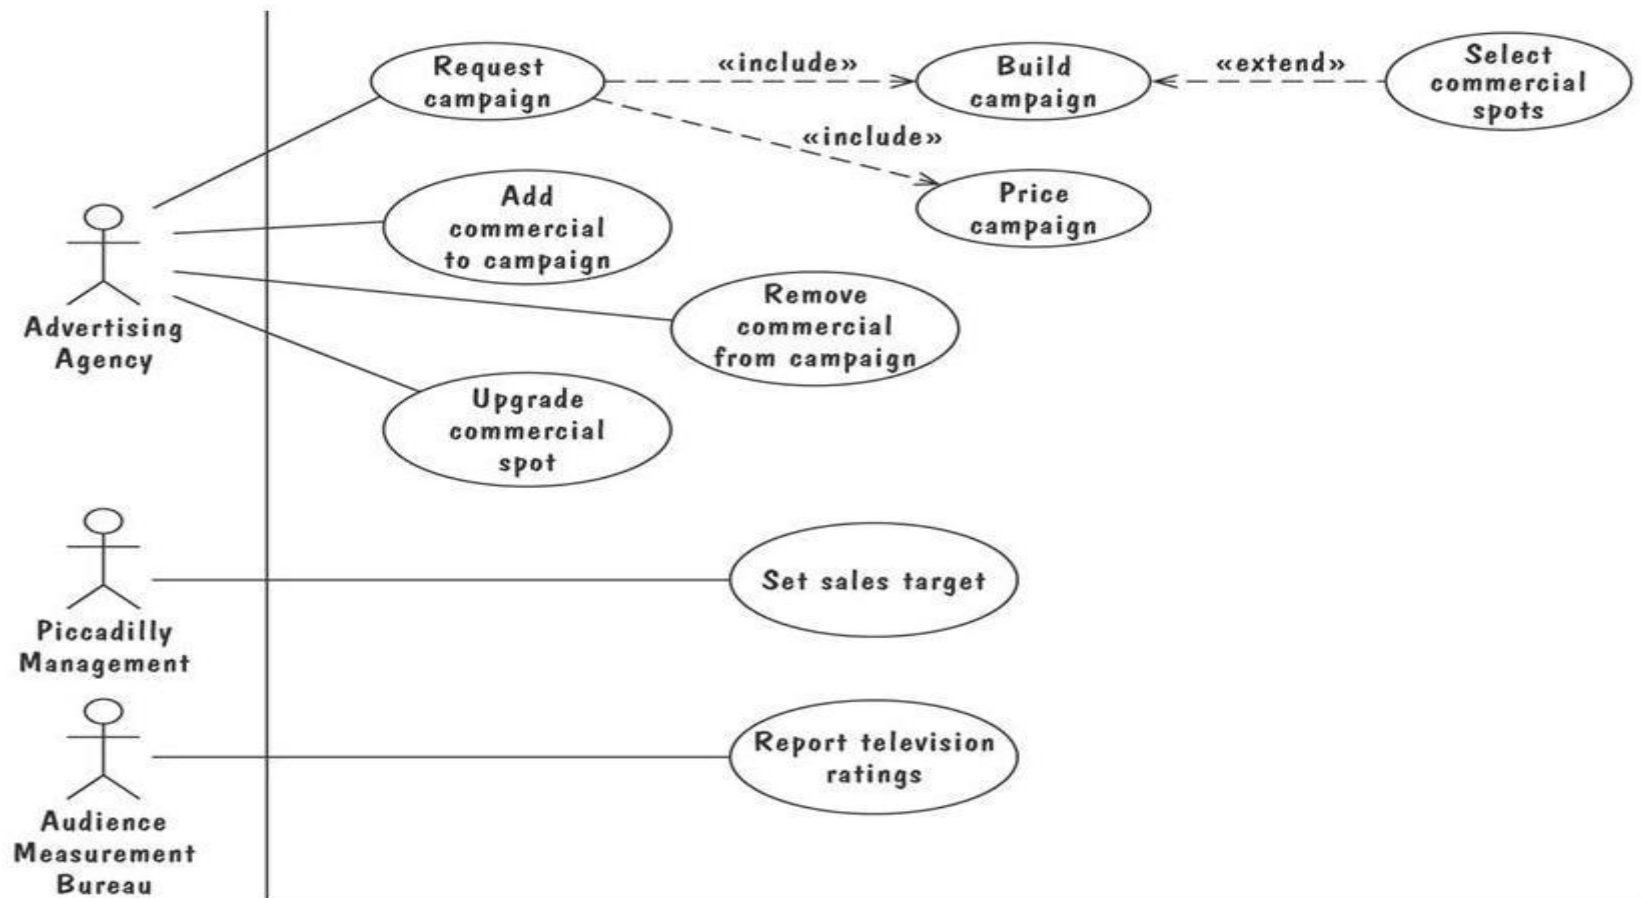 Request
campaign
«include»
Build
campaign
«extend»
Select
commercial
spots
«include»
Price
campaign
Add
commercial
to campaign
Remove
commercial
from campaign
Upgrade
commercial
spot
Advertising
Agency
Set sales target
Piccadilly
Management
Report television
ratings
Audience
Measurement
Bureau